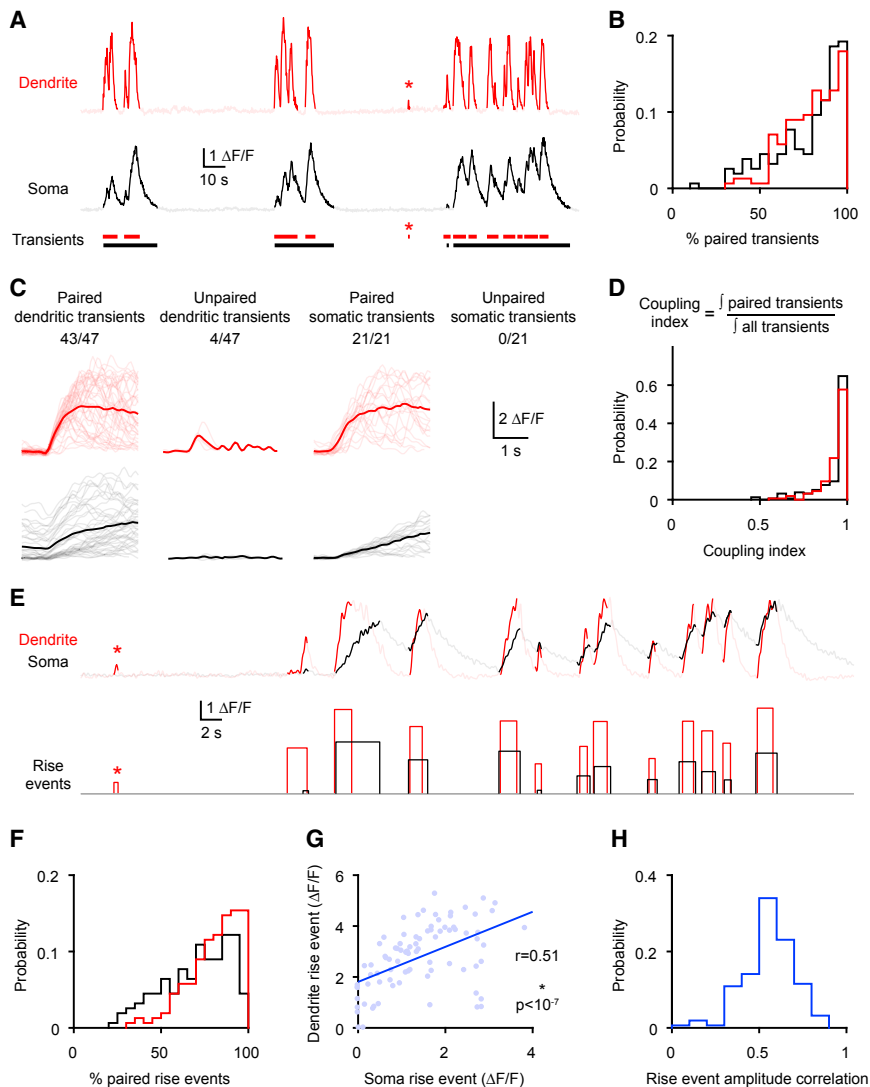 A
Dendrite
*
1 ΔF/F
10 s
Soma
*
Transients
B
0.2
0.1
0
Probability
50
100
% paired transients
C
Paired
dendritic transients
43/47
Unpaired
dendritic transients
4/47
Paired
somatic transients
21/21
Unpaired
somatic transients
0/21
2 ΔF/F
1 s
D
Coupling index = ∫ paired transients / ∫ all transients
0.6
0.4
0.2
0
Probability
0
0.5
1
Coupling index
E
Dendrite
Soma
*
1 ΔF/F
2 s
Rise
events
*
F
0.2
0.1
0
Probability
0
50
100
% paired rise events
G
6
4
2
0
Dendrite rise event (ΔF/F)
r=0.51
*
p<10⁻⁷
0
2
4
Soma rise event (ΔF/F)
H
0.4
0.2
0
Probability
0
0.5
1
Rise event amplitude correlation